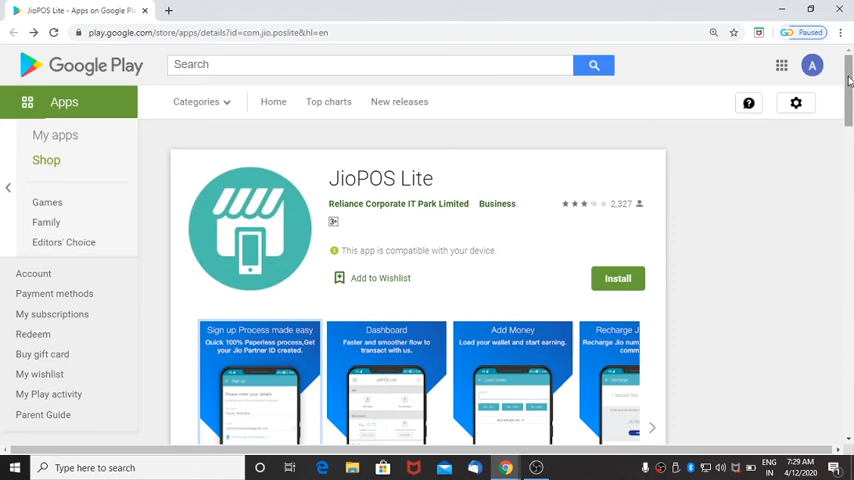 JioPOS Lite - Apps on Google Play
play.google.com/store/apps/details?id=com.jio.poslite&hl=en
Paused
Google Play
Search
A
Apps
Categories
Home
Top charts
New releases
My apps
Shop
Games
Family
Editors' Choice
Account
Payment methods
My subscriptions
Redeem
Buy gift card
My wishlist
My Play activity
Parent Guide
JioPOS Lite
Reliance Corporate IT Park Limited Business
2,327
3+
This app is compatible with your device.
Add to Wishlist
Install
Sign up Process made easy
Quick 100% Paperless process,Get
your Jio Partner ID created.
Dashboard
Faster and smoother flow to
transact with us.
Add Money
Load your wallet and start earning.
Recharge J
Recharge Jio nu
comm
JioPOS Lite
Type here to search
ENG
IN
7:29 AM
4/12/2020